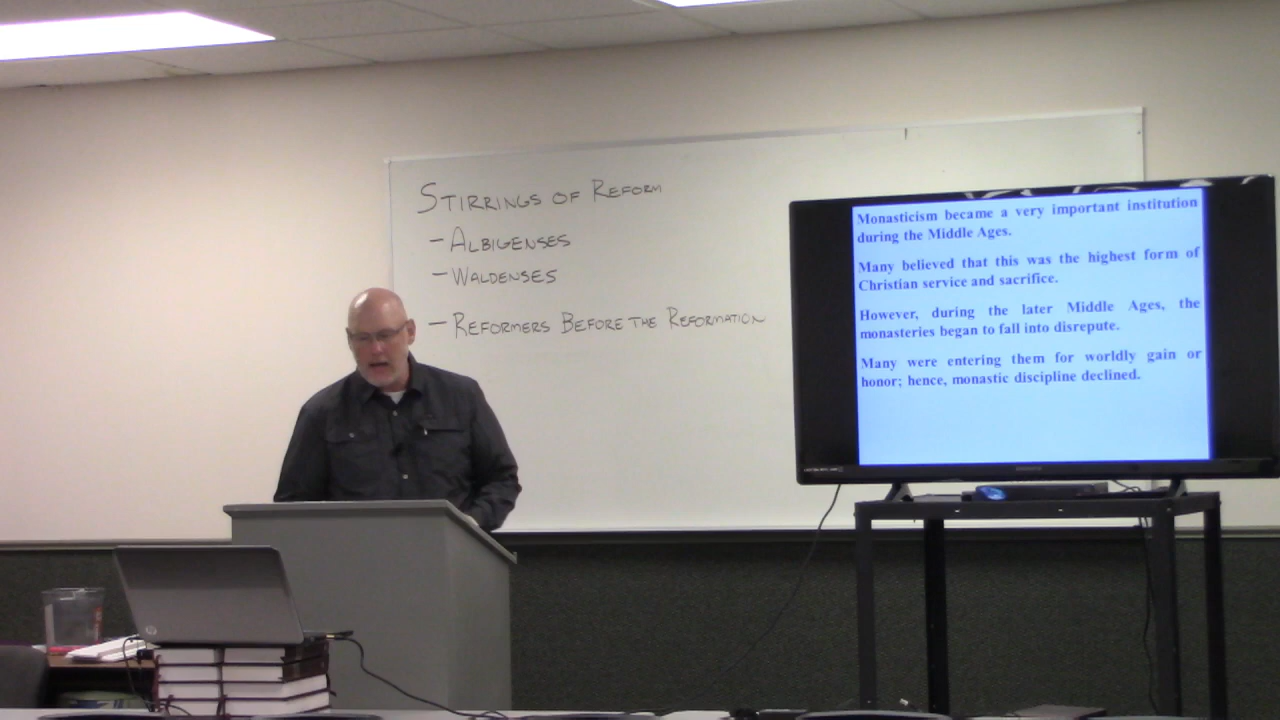 STIRRINGS OF REFORM
- ALBIGENSES
- WALDENSES
- REFORMERS BEFORE THE REFORMATION
Monasticism became a very important institution
during the Middle Ages.
Many believed that this was the highest form of
Christian service and sacrifice.
However, during the later Middle Ages, the
monasteries began to fall into disrepute.
Many were entering them for worldly gain or
honor; hence, monastic discipline declined.
hp